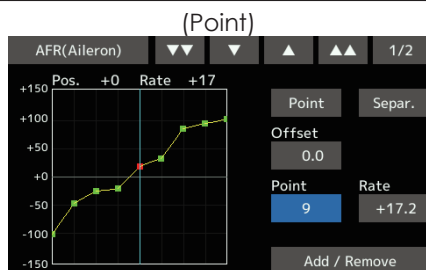 (Point)
AFR(Aileron) ▼▼ ▼ ▲ ▲▲ 1/2
Pos. +0 Rate +17
+150
+100
+50
+0
-50
-100
-150
Point Separ.
Offset
0.0
Point Rate
9 +17.2
Add / Remove